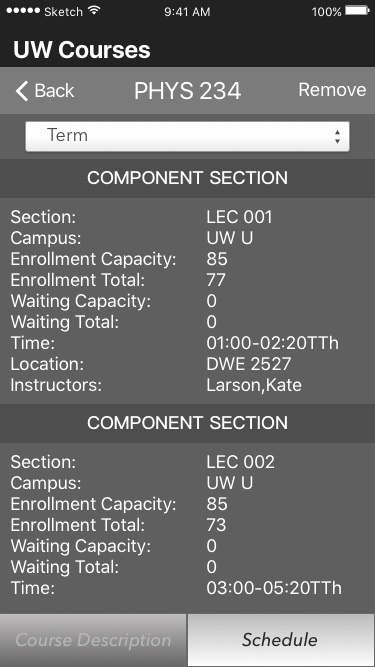 Sketch 9:41 AM 100%
UW Courses
Back PHYS 234 Remove
Term
COMPONENT SECTION
Section: LEC 001
Campus: UW U
Enrollment Capacity: 85
Enrollment Total: 77
Waiting Capacity: 0
Waiting Total: 0
Time: 01:00-02:20TTh
Location: DWE 2527
Instructors: Larson,Kate
COMPONENT SECTION
Section: LEC 002
Campus: UW U
Enrollment Capacity: 85
Enrollment Total: 73
Waiting Capacity: 0
Waiting Total: 0
Time: 03:00-05:20TTh
Course Description Schedule